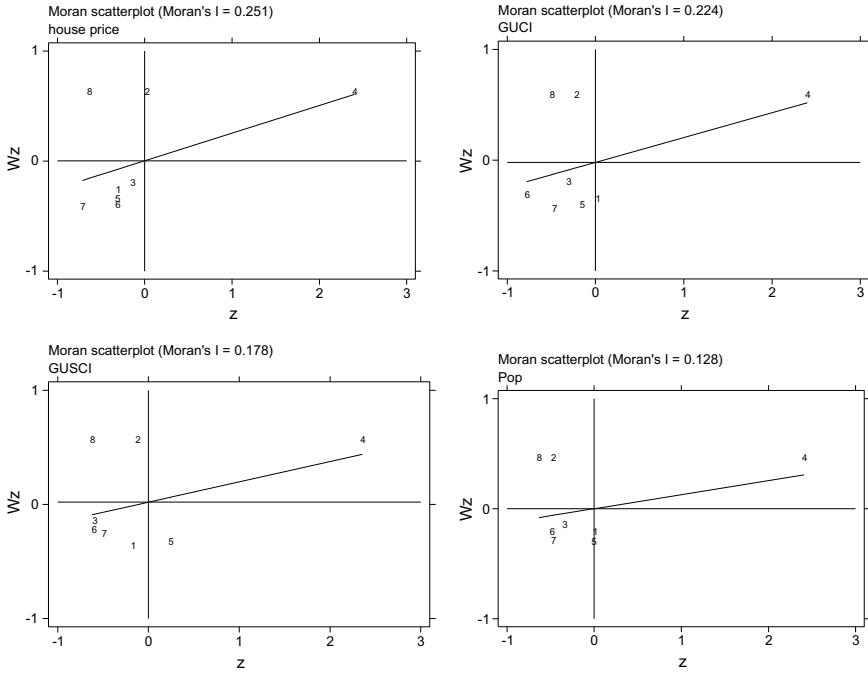 Moran scatterplot (Moran's I = 0.251)
house price
1
8
2
4
Wz
0
3
1
5
6
7
-1
-1 0 1 2 3
z
Moran scatterplot (Moran's I = 0.224)
GUCI
1
8
2
4
Wz
0
3
6
1
5
7
-1
-1 0 1 2 3
z
Moran scatterplot (Moran's I = 0.178)
GUSCI
1
8
2
4
Wz
0
3
6
7
5
1
-1
-1 0 1 2 3
z
Moran scatterplot (Moran's I = 0.128)
Pop
1
8
2
4
Wz
0
3
6
1
7
5
-1
-1 0 1 2 3
z